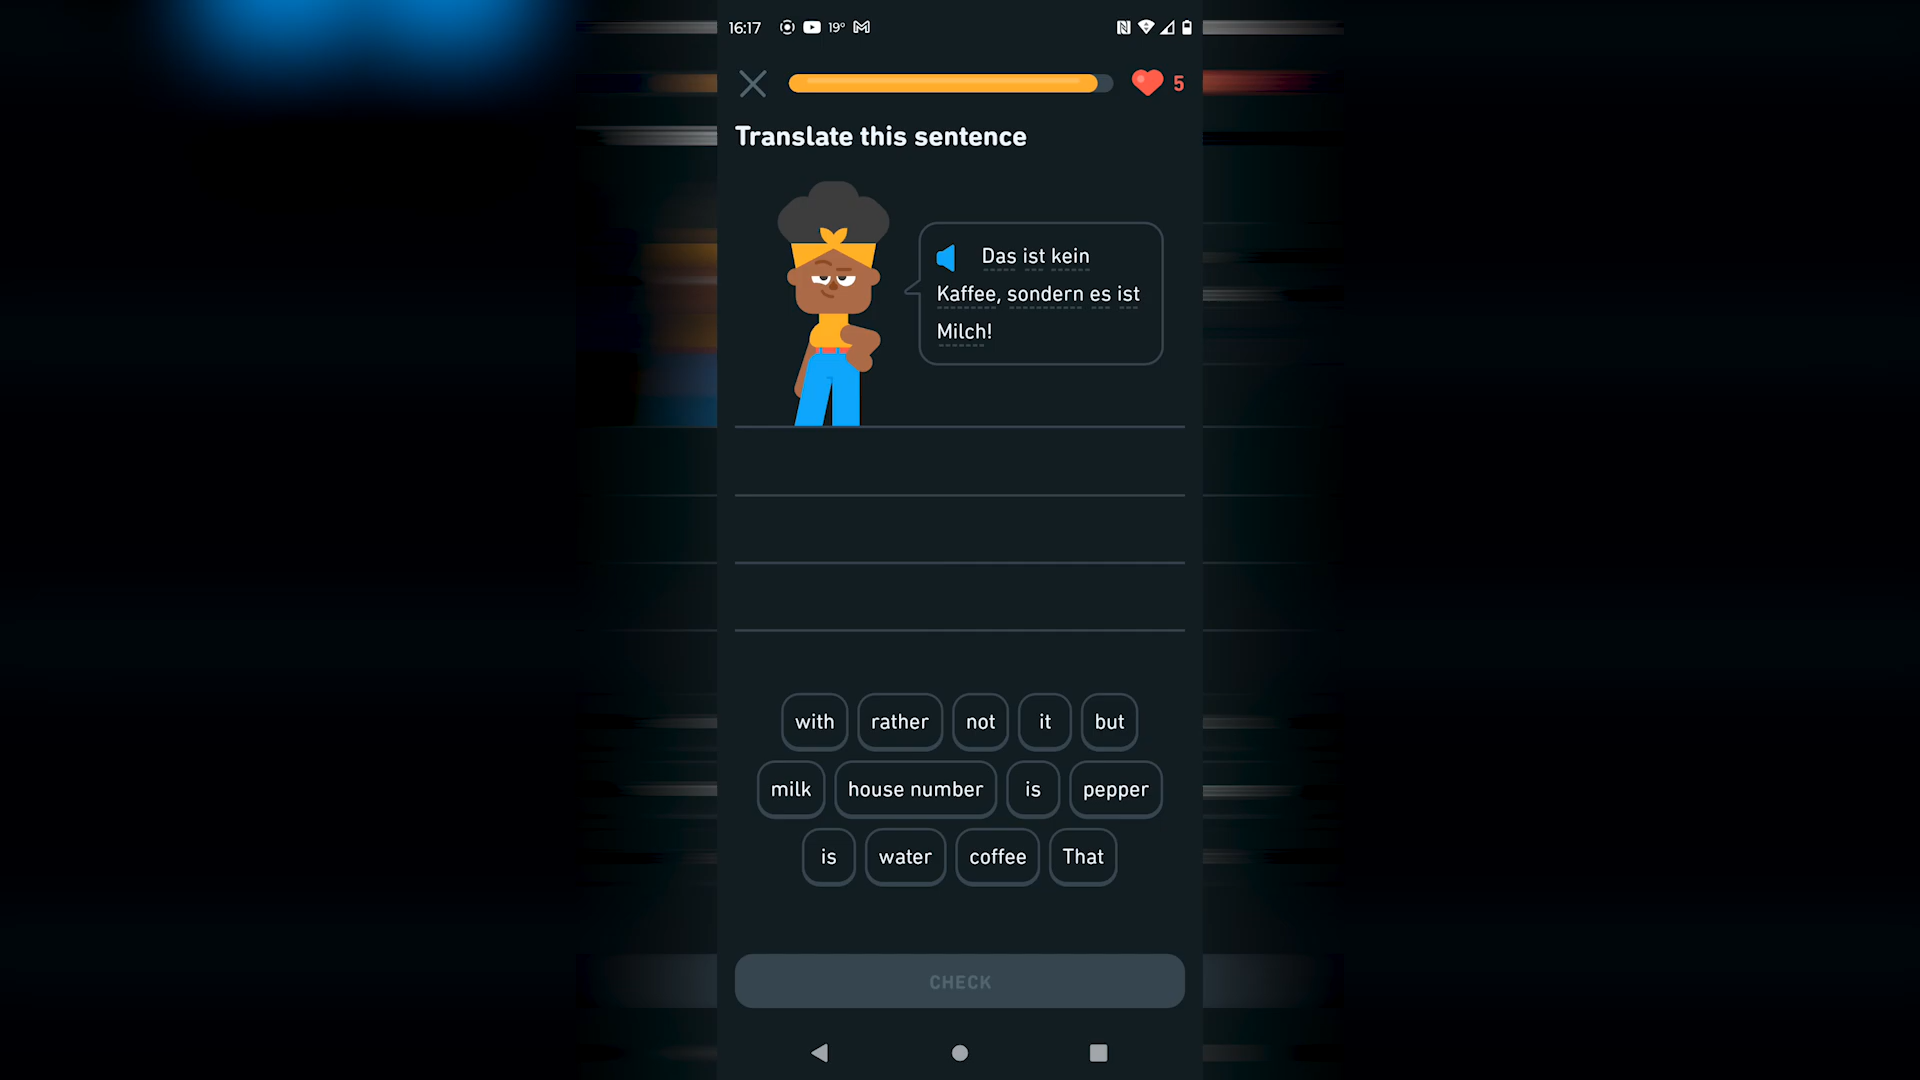 16:17 19°
5
Translate this sentence
Das ist kein
Kaffee, sondern es ist
Milch!
with rather not it but
milk house number is pepper
is water coffee That
CHECK